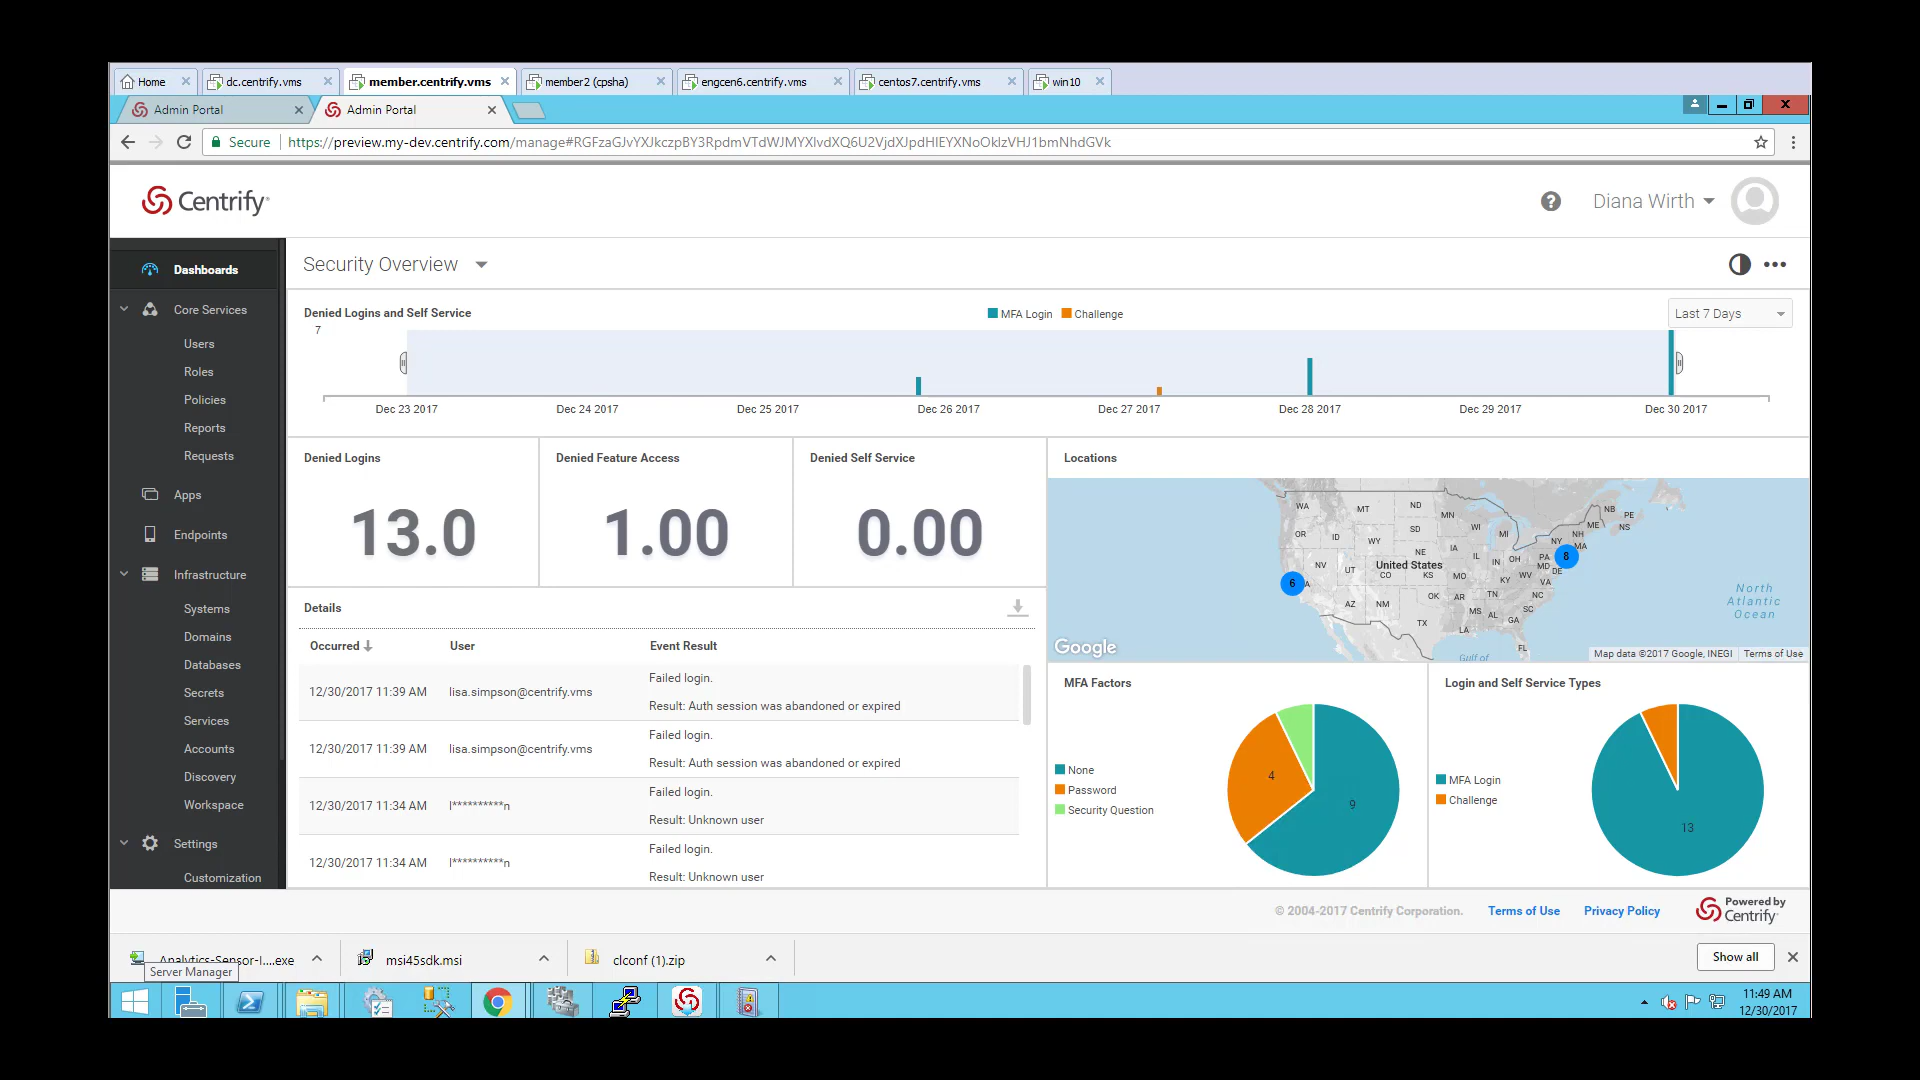 Home
dc.centrify.vms
member.centrify.vms
member2 (cpsha)
engcen6.centrify.vms
centos7.centrify.vms
win10
Admin Portal
Admin Portal
Secure
https://preview.my-dev.centrify.com/manage#RGFzaGJvYXJkczpBY3RpdmVTdWJMYXlvdXQ6U2VjdXJpdHlEYXNoOklzVHJ1bmNhdGVk
Centrify
Diana Wirth
Dashboards
Core Services
Users
Roles
Policies
Reports
Requests
Apps
Endpoints
Infrastructure
Systems
Domains
Databases
Secrets
Services
Accounts
Discovery
Workspace
Settings
Customization
Security Overview
Denied Logins and Self Service
MFA Login
Challenge
Last 7 Days
7
Dec 23 2017
Dec 24 2017
Dec 25 2017
Dec 26 2017
Dec 27 2017
Dec 28 2017
Dec 29 2017
Dec 30 2017
Denied Logins
13.0
Denied Feature Access
1.00
Denied Self Service
0.00
Locations
WA
MT
ND
MN
OR
ID
SD
WI
MI
WY
NE
IA
NV
UT
CO
KS
MO
IL
IN
OH
PA
NY
NH
MA
ME
NB
PE
NS
MD
DE
WV
VA
KY
NC
TN
SC
OK
AR
AZ
NM
MS
AL
GA
TX
LA
FL
United States
6
8
North
Atlantic
Ocean
Gulf of
Google
Map data ©2017 Google, INEGI
Terms of Use
Details
Occurred
User
Event Result
12/30/2017 11:39 AM
lisa.simpson@centrify.vms
Failed login.
Result: Auth session was abandoned or expired
12/30/2017 11:39 AM
lisa.simpson@centrify.vms
Failed login.
Result: Auth session was abandoned or expired
12/30/2017 11:34 AM
l**********n
Failed login.
Result: Unknown user
12/30/2017 11:34 AM
l**********n
Failed login.
Result: Unknown user
MFA Factors
None
Password
Security Question
4
9
Login and Self Service Types
MFA Login
Challenge
13
© 2004-2017 Centrify Corporation.
Terms of Use
Privacy Policy
Powered by
Centrify
Analytics-Sensor-I....exe
msi45sdk.msi
clconf (1).zip
Show all
Server Manager
11:49 AM
12/30/2017